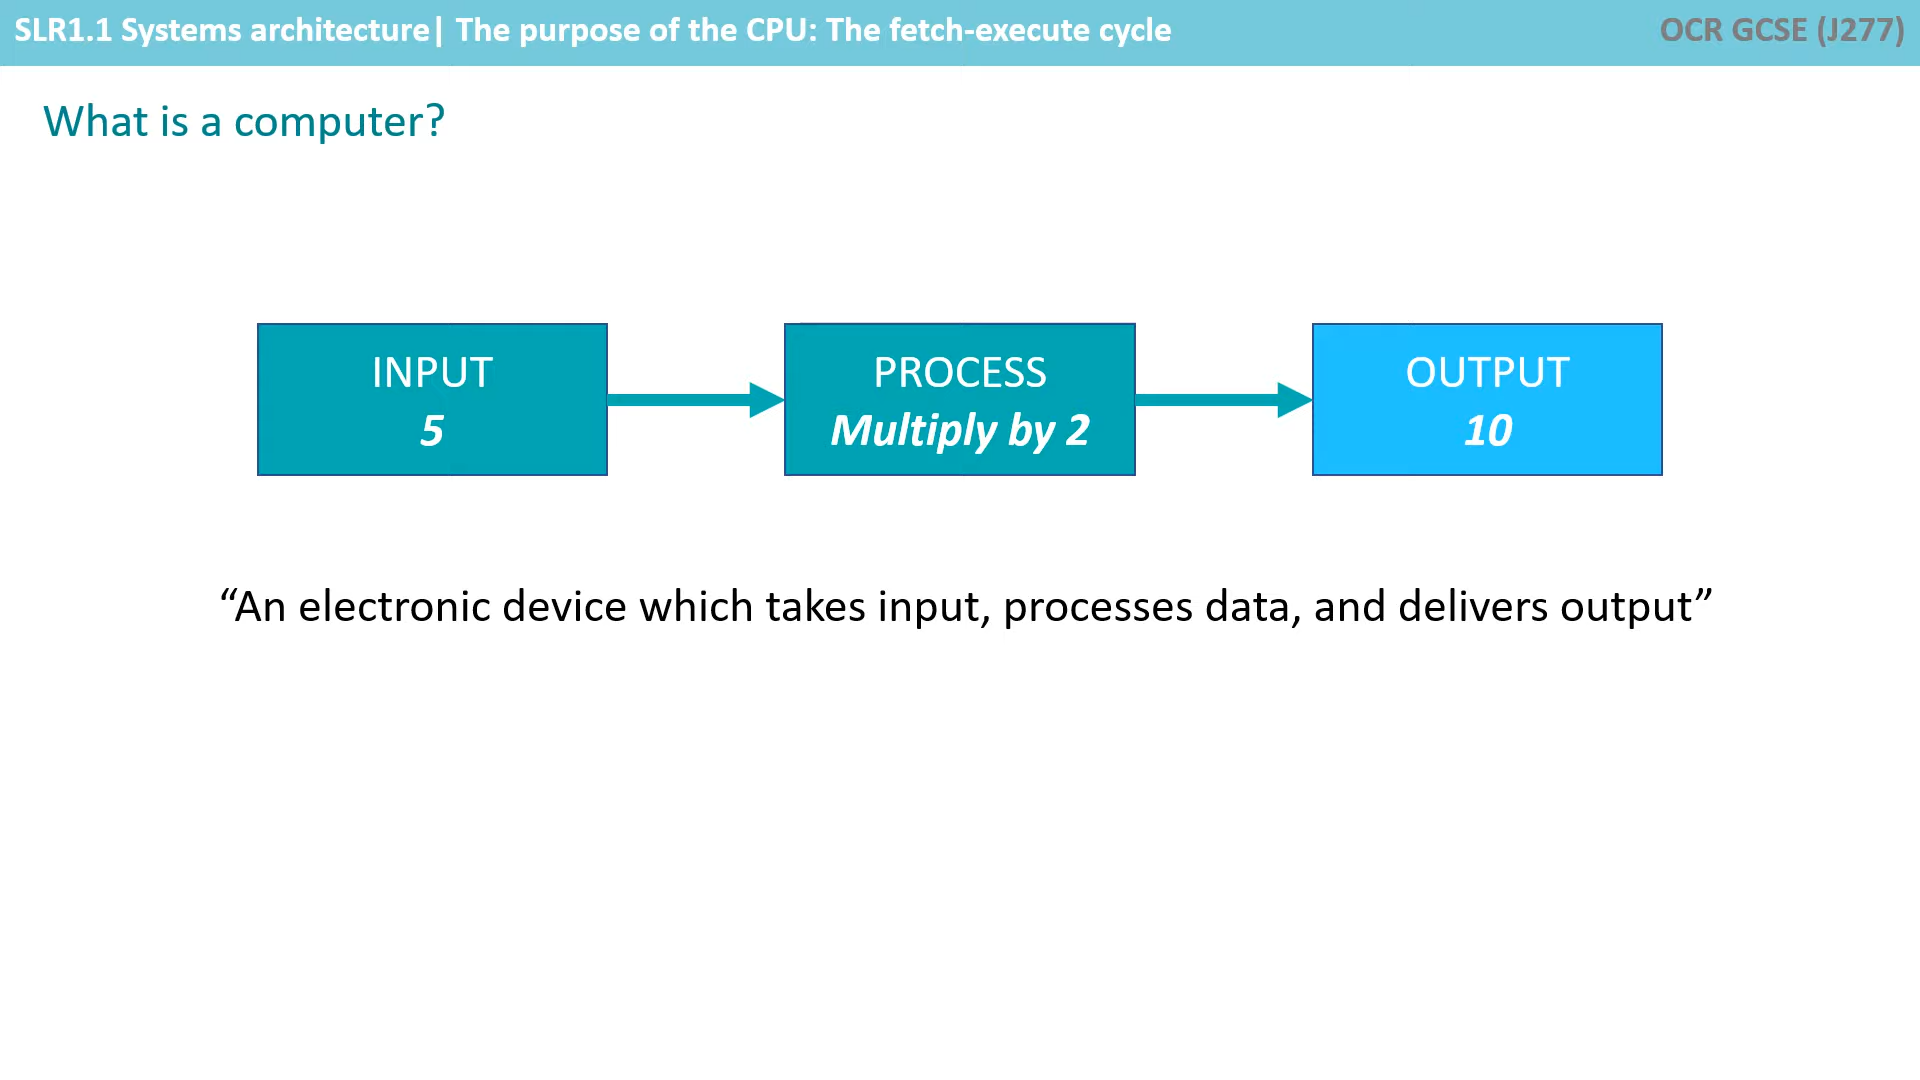 SLR1.1 Systems architecture| The purpose of the CPU: The fetch-execute cycle
OCR GCSE (J277)
What is a computer?
INPUT
5
PROCESS
Multiply by 2
OUTPUT
10
“An electronic device which takes input, processes data, and delivers output”